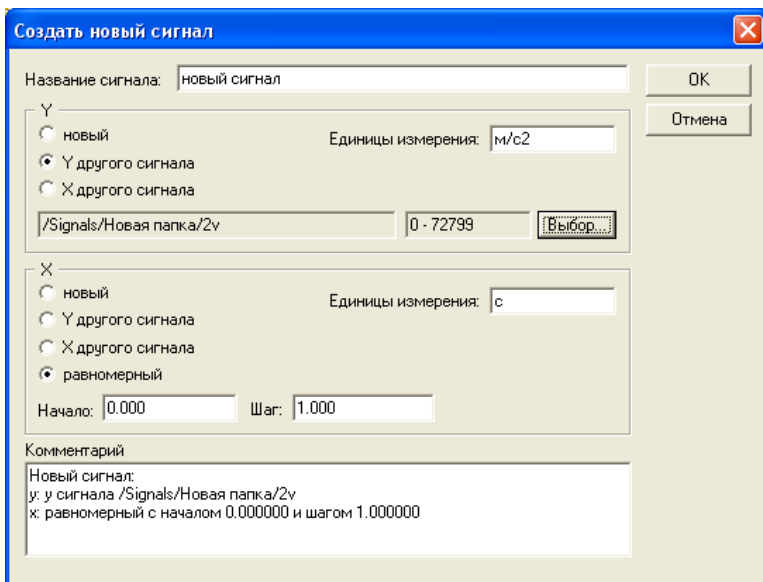 Создать новый сигнал
Название сигнала: новый сигнал
OK
Отмена
Y
новый
Единицы измерения: м/с2
Y другого сигнала
X другого сигнала
/Signals/Новая папка/2v 0 - 72799 Выбор...
X
новый
Единицы измерения: с
Y другого сигнала
X другого сигнала
равномерный
Начало: 0.000 Шаг: 1.000
Комментарий
Новый сигнал:
y: y сигнала /Signals/Новая папка/2v
x: равномерный с началом 0.000000 и шагом 1.000000